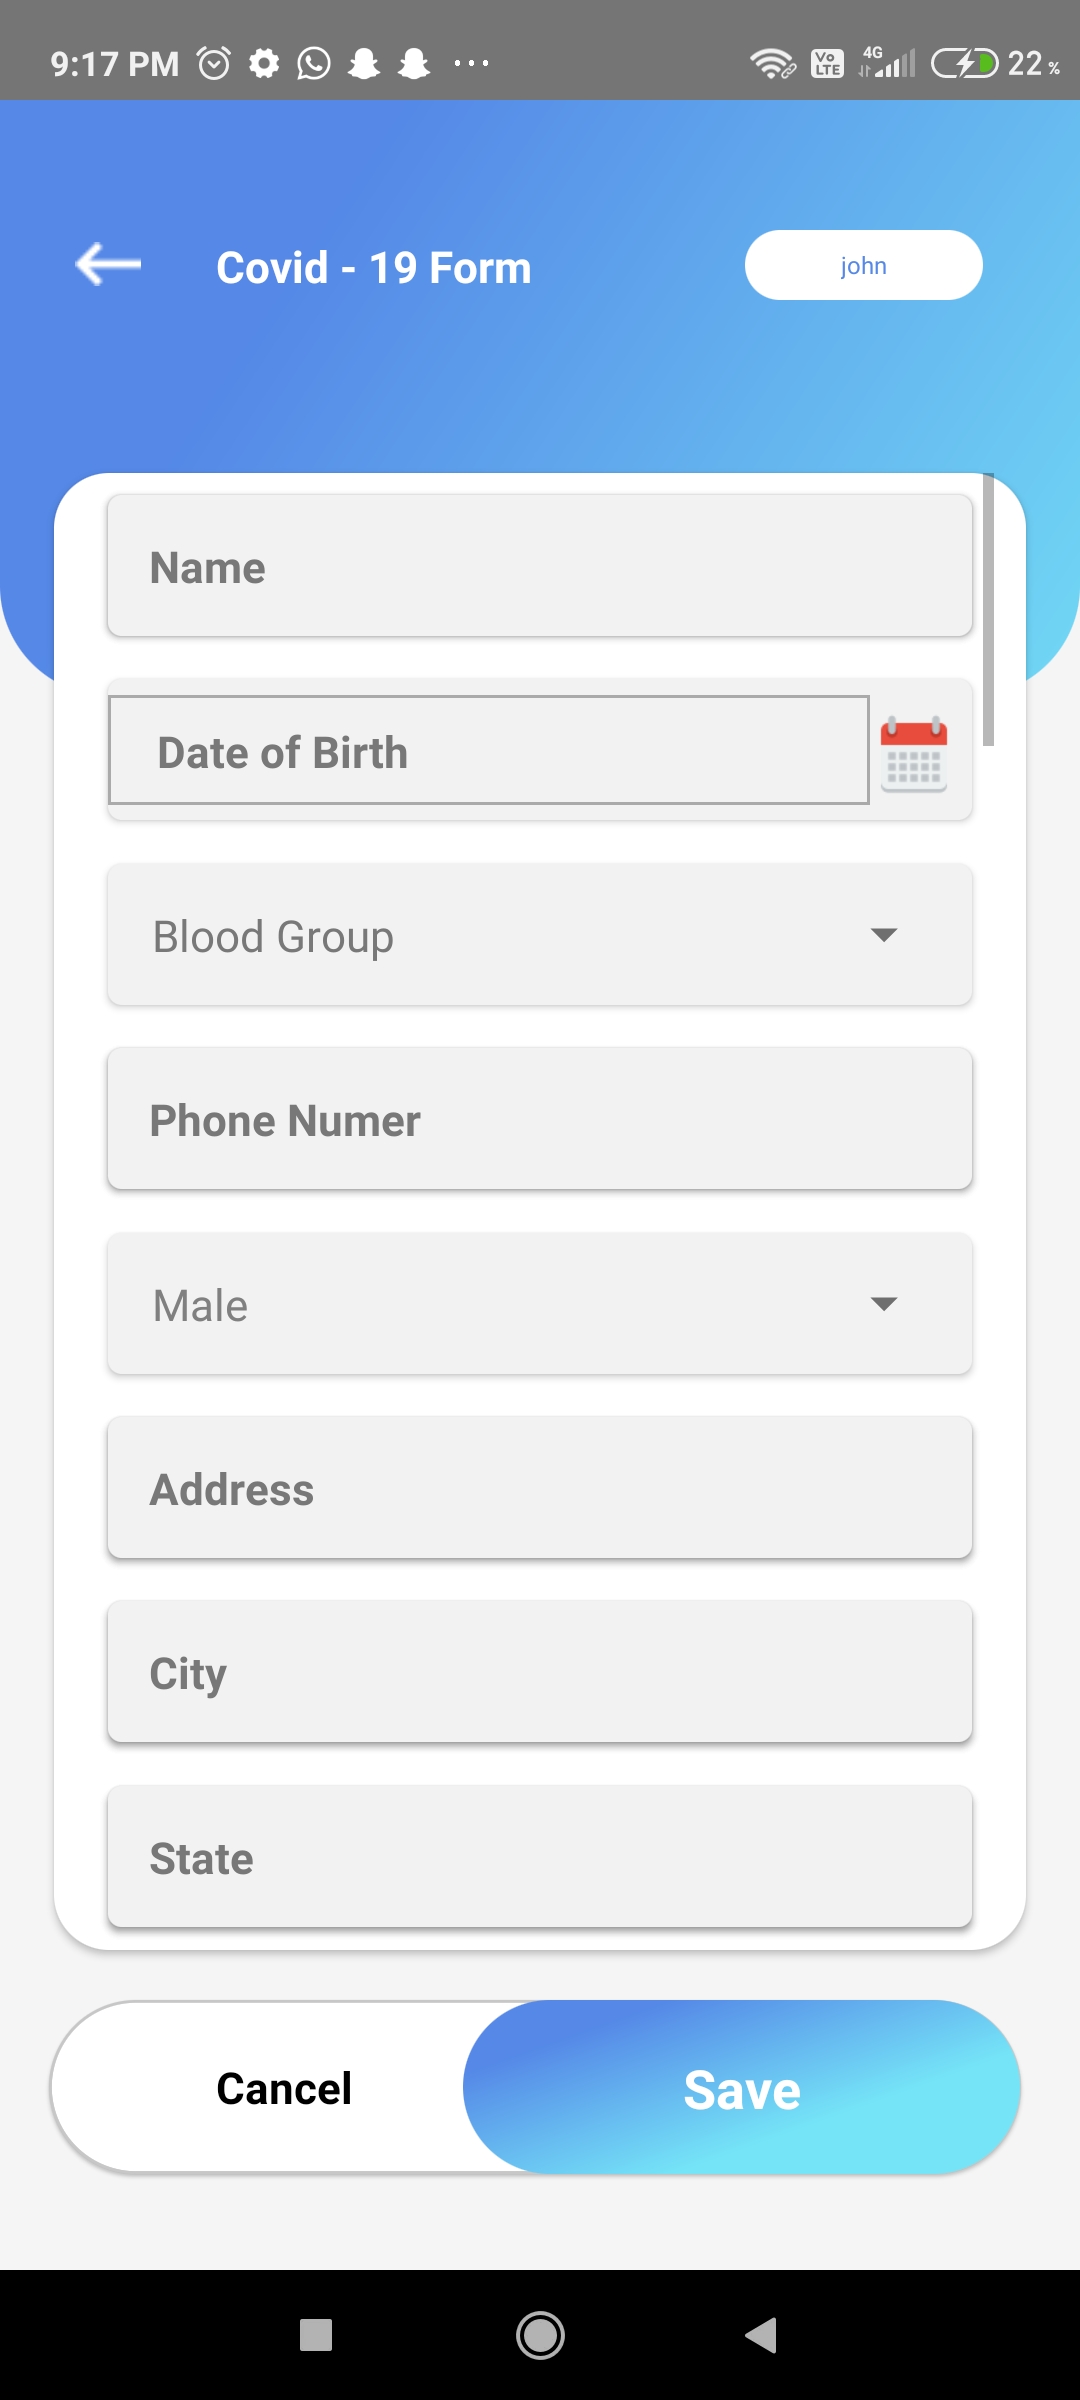 9:17 PM ... Vo LTE 4G 22 %
Covid - 19 Form
john
Name
Date of Birth
Blood Group
Phone Numer
Male
Address
City
State
Cancel
Save